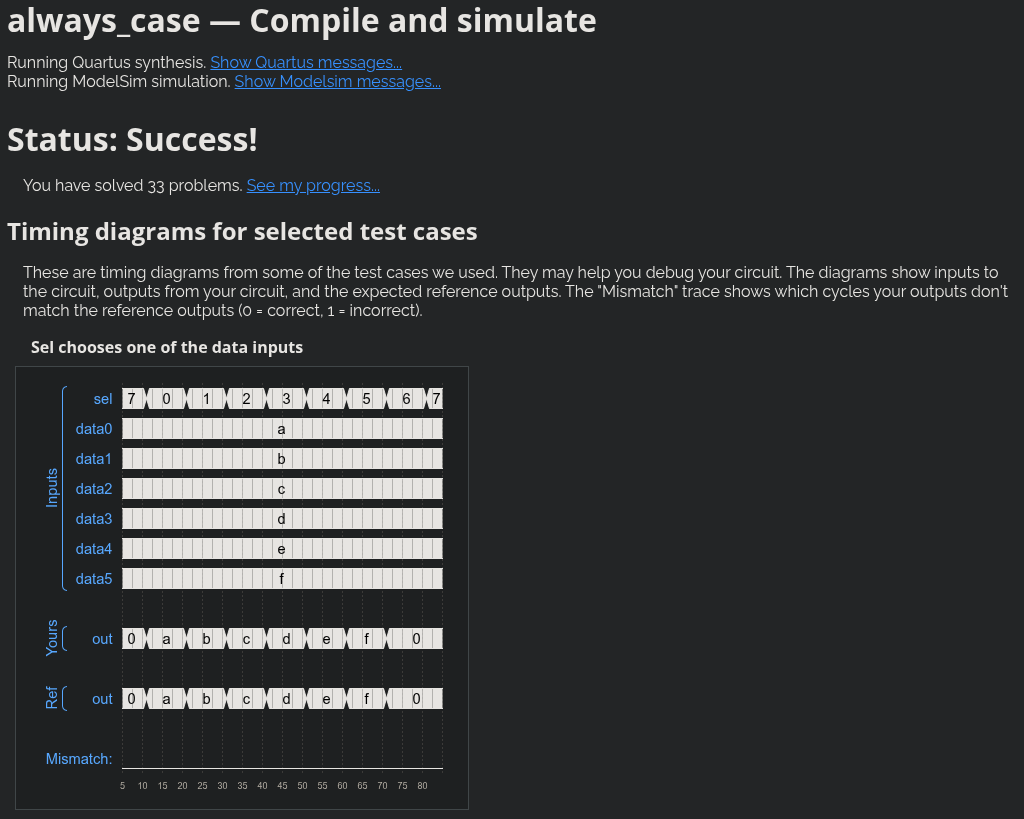 always_case — Compile and simulate
Running Quartus synthesis. Show Quartus messages...
Running ModelSim simulation. Show Modelsim messages...
Status: Success!
You have solved 33 problems. See my progress...
Timing diagrams for selected test cases
These are timing diagrams from some of the test cases we used. They may help you debug your circuit. The diagrams show inputs to
the circuit, outputs from your circuit, and the expected reference outputs. The "Mismatch" trace shows which cycles your outputs don't
match the reference outputs (0 = correct, 1 = incorrect).
Sel chooses one of the data inputs
Inputs
sel 7 0 1 2 3 4 5 6 7
data0 a
data1 b
data2 c
data3 d
data4 e
data5 f
Yours
out 0 a b c d e f 0
Ref
out 0 a b c d e f 0
Mismatch:
5 10 15 20 25 30 35 40 45 50 55 60 65 70 75 80